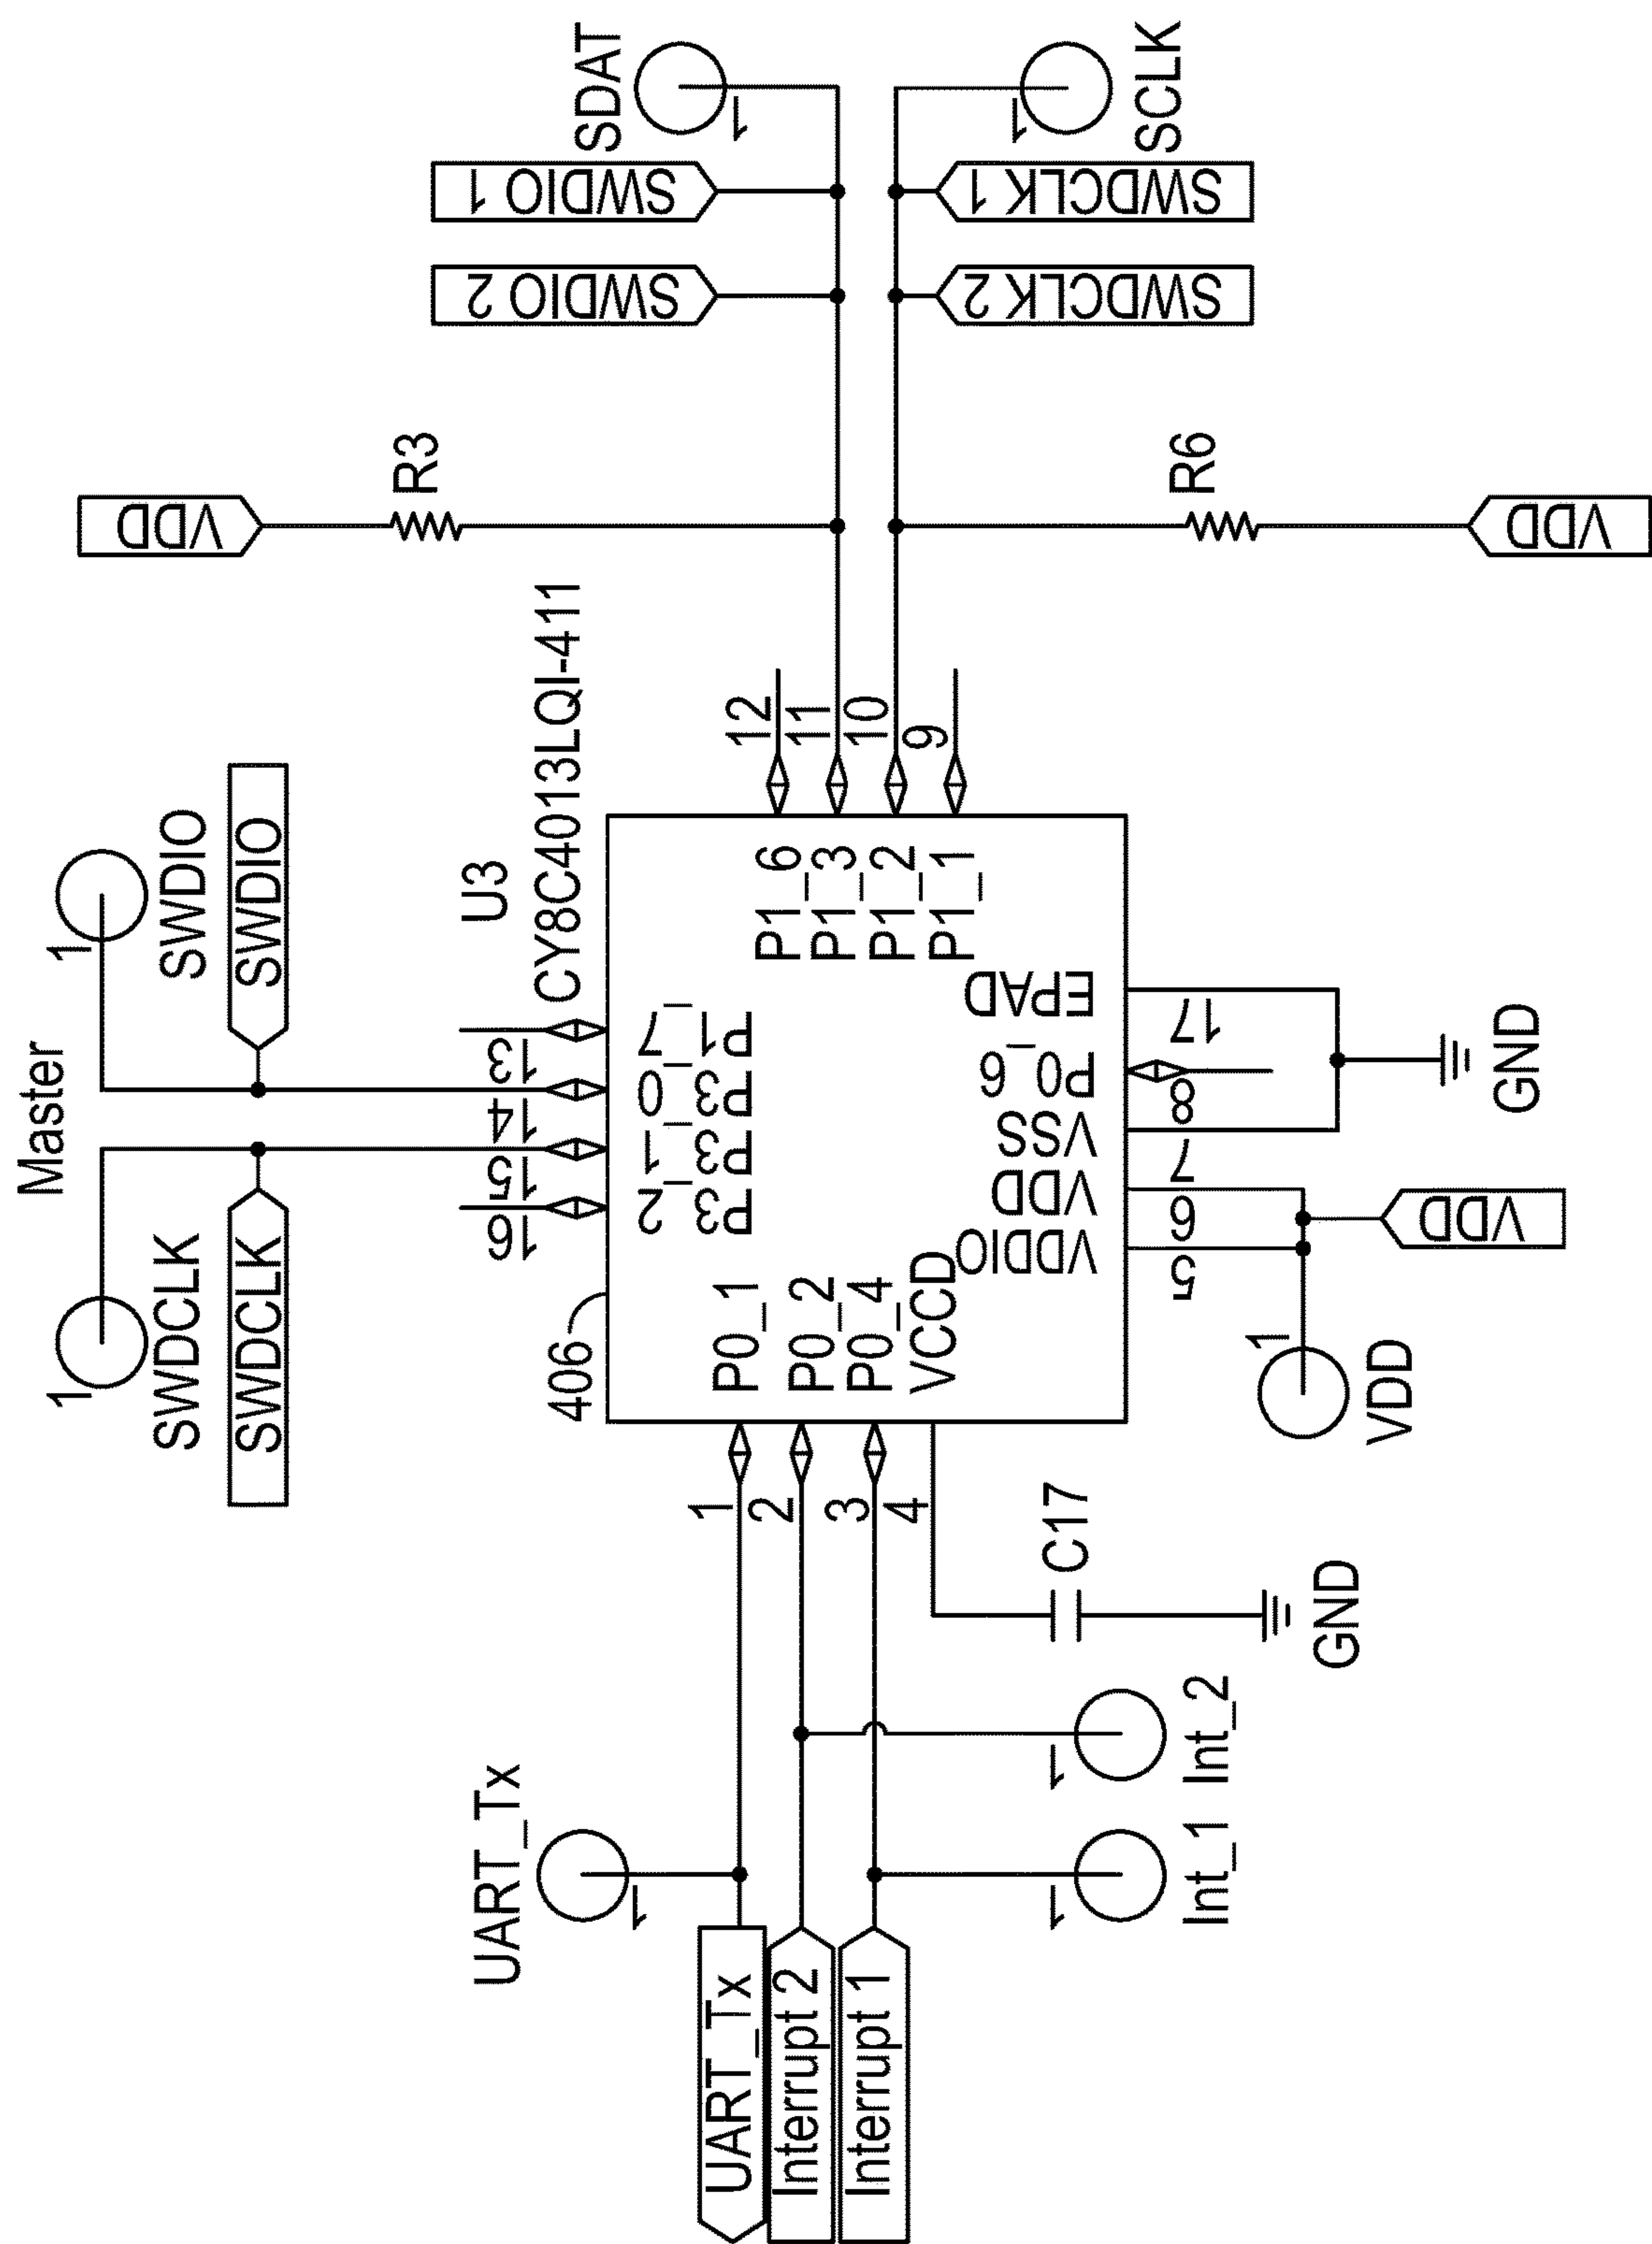 Master
SWDCLK
1
SWDCLK
SWDIO
1
SWDIO
U3
CY8C4013LQI-411
406
16
15
14
13
P3_2
P3_1
P3_0
P1_7
UART_Tx
1
UART_Tx
Interrupt 2
Interrupt 1
1
Int_1
1
Int_2
1
2
3
4
P0_1
P0_2
P0_4
VCCD
C17
GND
P1_6
P1_3
P1_2
P1_1
12
11
10
9
VDDIO
VDD
VSS
P0_6
EPAD
5
6
7
8
17
1
VDD
VDD
GND
VDD
R3
R6
VDD
SWDIO 2
SWDIO 1
SDAT
1
SWDCLK 2
SWDCLK 1
1
SCLK